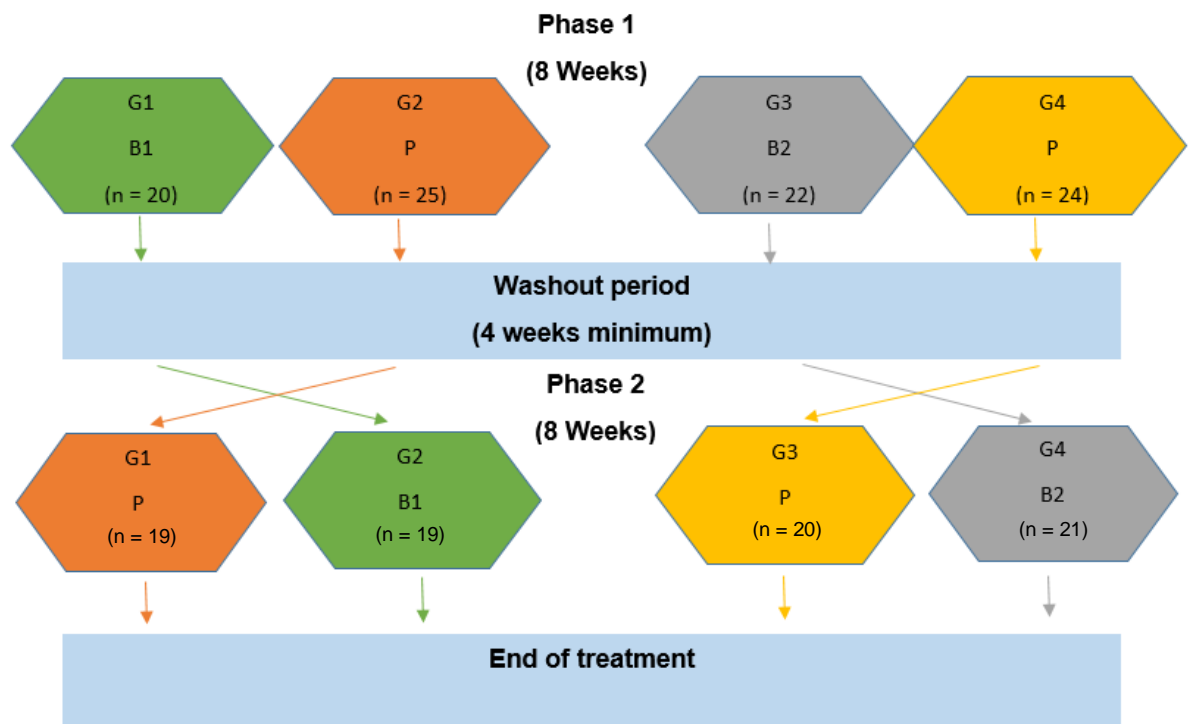 Phase 1
(8 Weeks)
G1
B1
(n = 20)
G2
P
(n = 25)
G3
B2
(n = 22)
G4
P
(n = 24)
Washout period
(4 weeks minimum)
Phase 2
(8 Weeks)
G1
P
(n = 19)
G2
B1
(n = 19)
G3
P
(n = 20)
G4
B2
(n = 21)
End of treatment